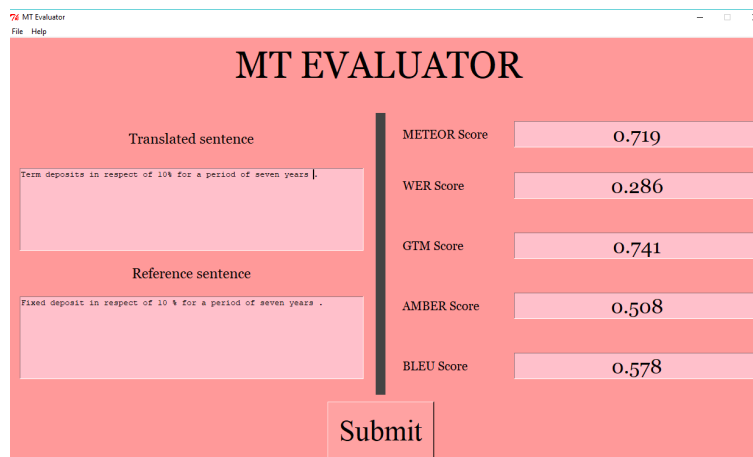 MT Evaluator
File Help
MT EVALUATOR
Translated sentence
Term deposits in respect of 10% for a period of seven years .
Reference sentence
Fixed deposit in respect of 10 % for a period of seven years .
METEOR Score 0.719
WER Score 0.286
GTM Score 0.741
AMBER Score 0.508
BLEU Score 0.578
Submit